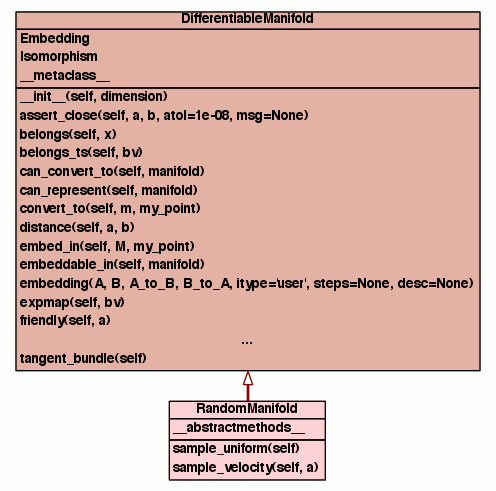 DifferentiableManifold
Embedding
Isomorphism
__metaclass__
__init__(self, dimension)
assert_close(self, a, b, atol=1e-08, msg=None)
belongs(self, x)
belongs_ts(self, bv)
can_convert_to(self, manifold)
can_represent(self, manifold)
convert_to(self, m, my_point)
distance(self, a, b)
embed_in(self, M, my_point)
embeddable_in(self, manifold)
embedding(A, B, A_to_B, B_to_A, itype='user', steps=None, desc=None)
expmap(self, bv)
friendly(self, a)
...
tangent_bundle(self)
RandomManifold
__abstractmethods__
sample_uniform(self)
sample_velocity(self, a)